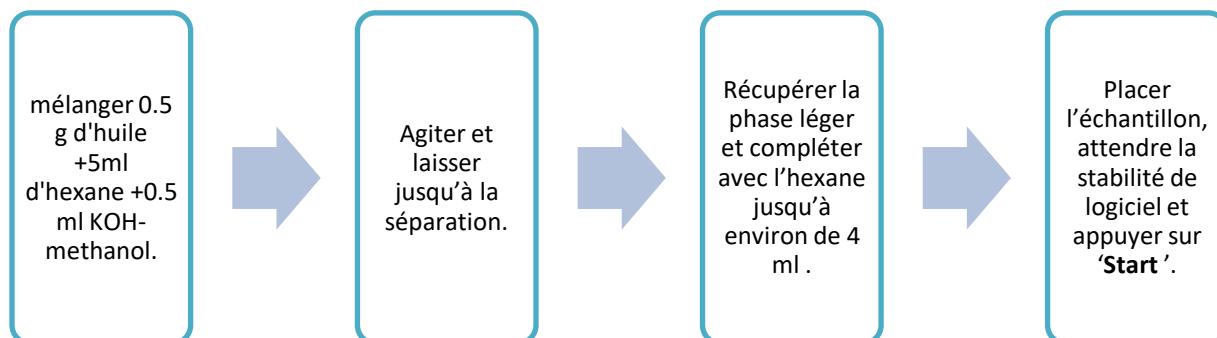 mélanger 0.5
g d'huile
+5ml
d'hexane +0.5
ml KOH-
methanol.
Agiter et
laisser
jusqu’à la
séparation.
Récupérer la
phase léger
et compléter
avec l’hexane
jusqu’à
environ de 4
ml .
Placer
l’échantillon,
attendre la
stabilité de
logiciel et
appuyer sur
‘Start ’.